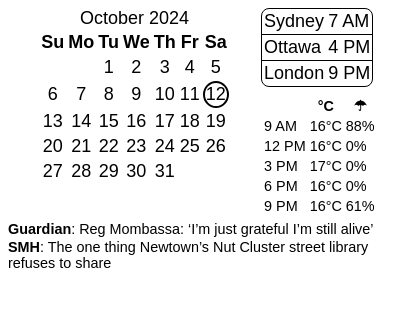 October 2024
Su Mo Tu We Th Fr Sa
1 2 3 4 5
6 7 8 9 10 11 12
13 14 15 16 17 18 19
20 21 22 23 24 25 26
27 28 29 30 31
Sydney 7 AM
Ottawa 4 PM
London 9 PM
°C ☂
9 AM 16°C 88%
12 PM 16°C 0%
3 PM 17°C 0%
6 PM 16°C 0%
9 PM 16°C 61%
Guardian: Reg Mombassa: ‘I’m just grateful I’m still alive’
SMH: The one thing Newtown’s Nut Cluster street library
refuses to share